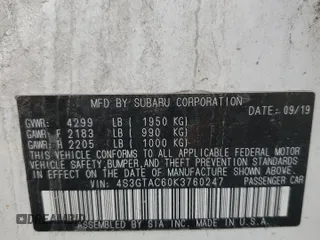 MFD BY SUBARU CORPORATION
GVWR: 4299 LB ( 1950 KG) DATE: 09/19
GAWR: F 2183 LB ( 990 KG)
GAWR: R 2205 LB ( 1000 KG)
THIS VEHICLE CONFORMS TO ALL APPLICABLE FEDERAL MOTOR
VEHICLE SAFETY, BUMPER, AND THEFT PREVENTION STANDARDS
IN EFFECT ON THE DATE OF MANUFACTURE SHOWN ABOVE.
VIN: 4S3GTAC60K3760247 PASSENGER CAR
ASSEMBLED BY SIA MADE IN U.S.A.